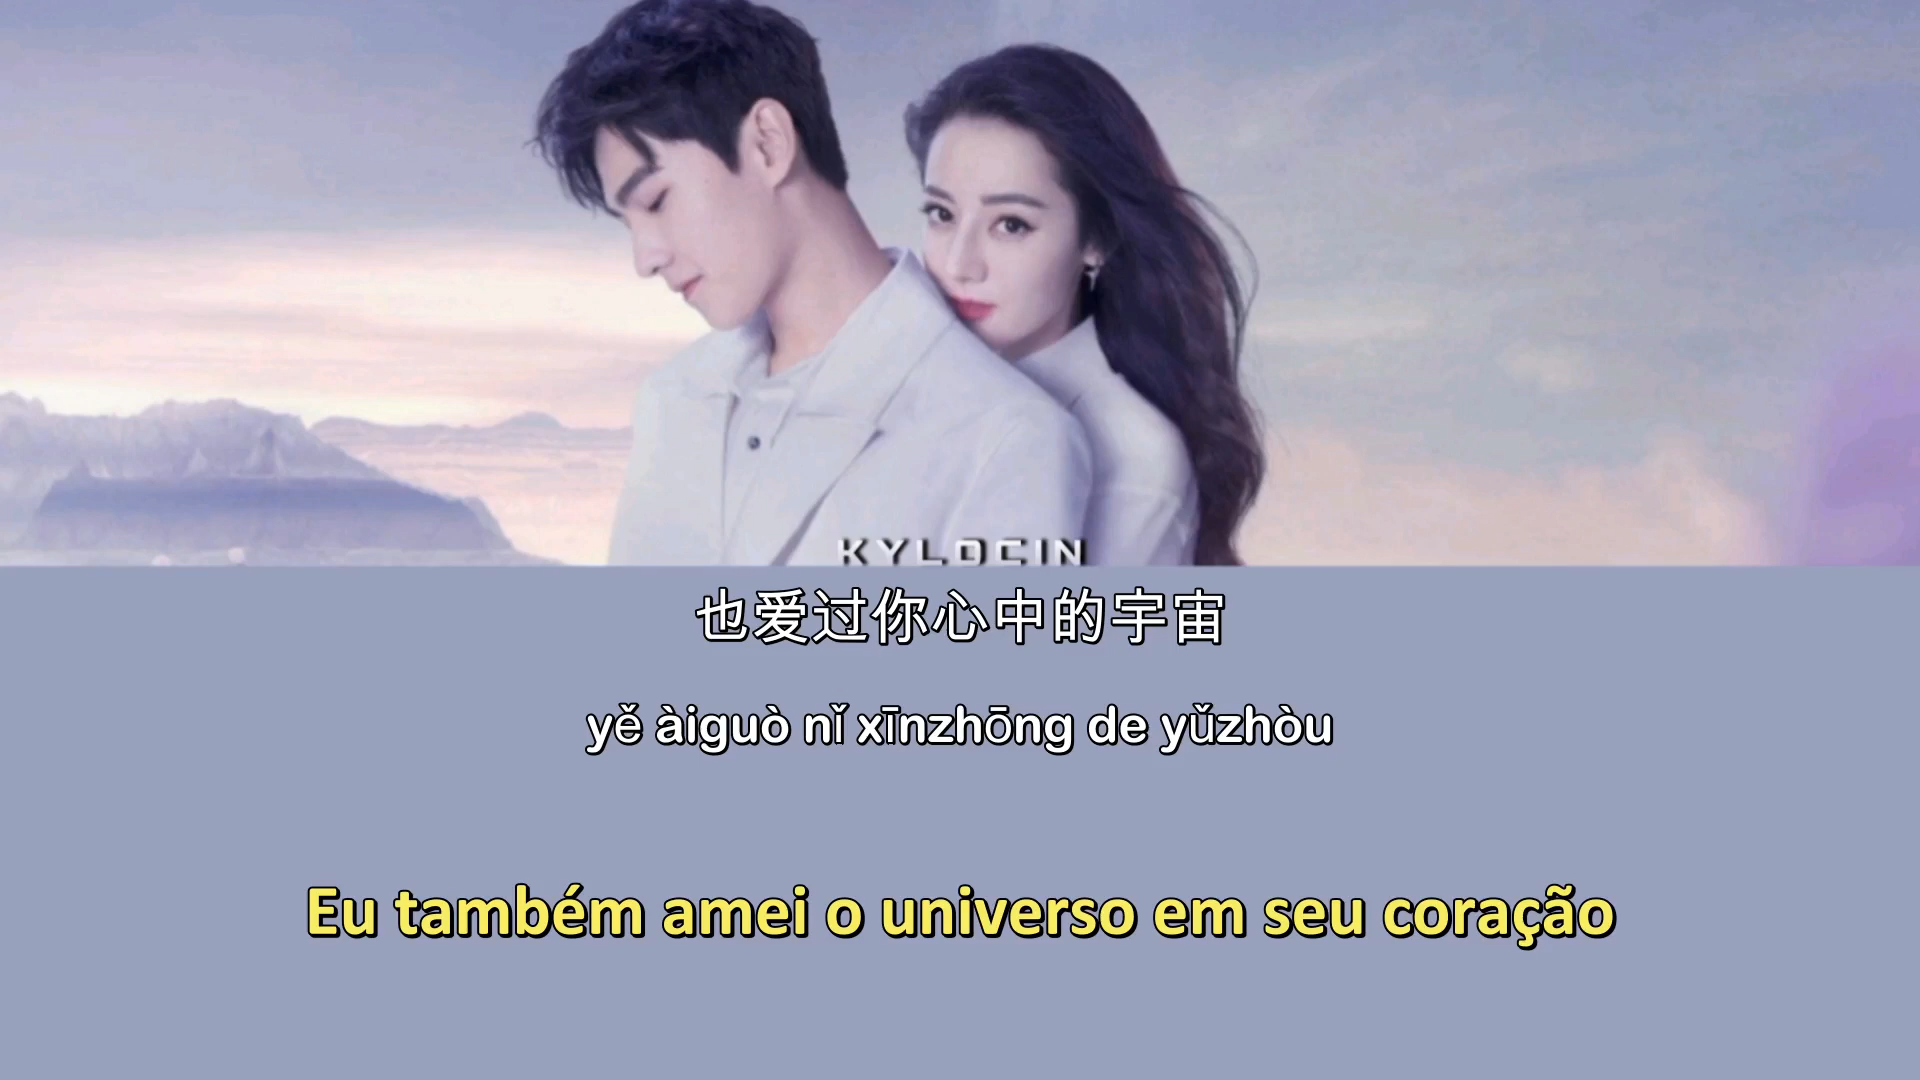 KYLOCIN
也爱过你心中的宇宙
yě àiguò nǐ xīnzhōng de yǔzhòu
Eu também amei o universo em seu coração